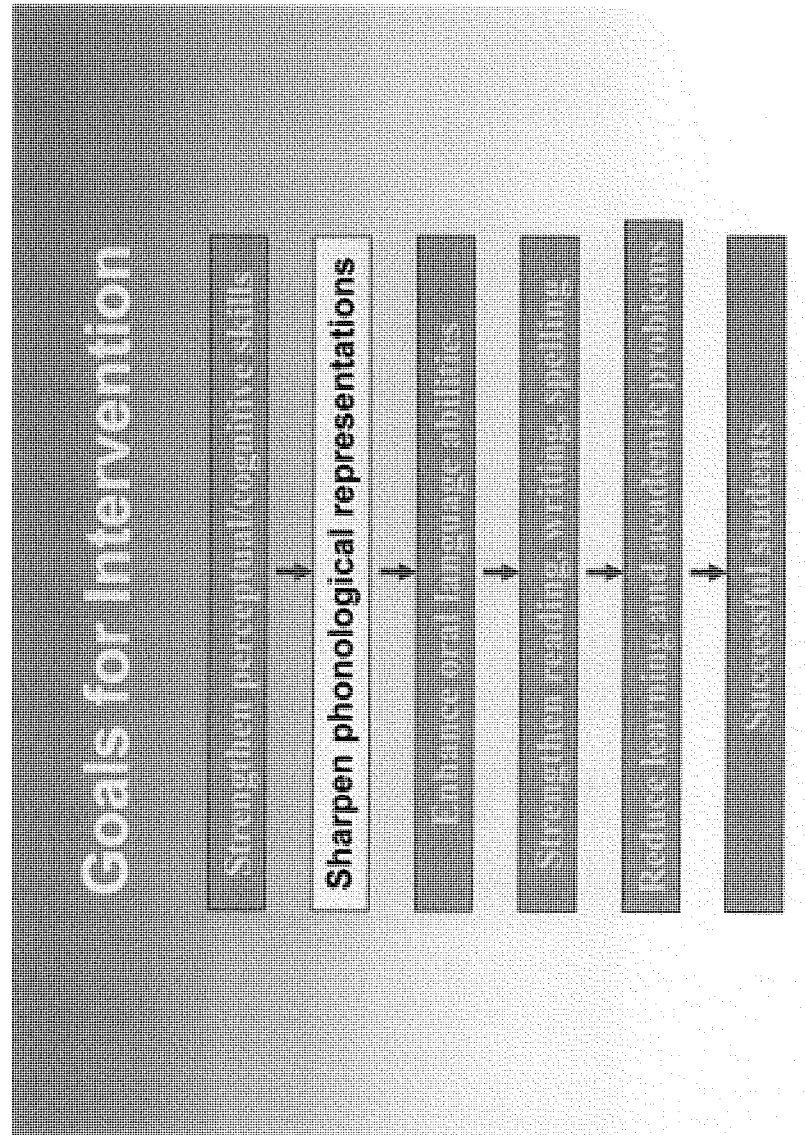 Goals for Intervention
Strengthen perceptual/cognitive skills
Sharpen phonological representations
Enhance oral language abilities
Strengthen reading, writing, spelling
Reduce learning and academic problems
Successful students